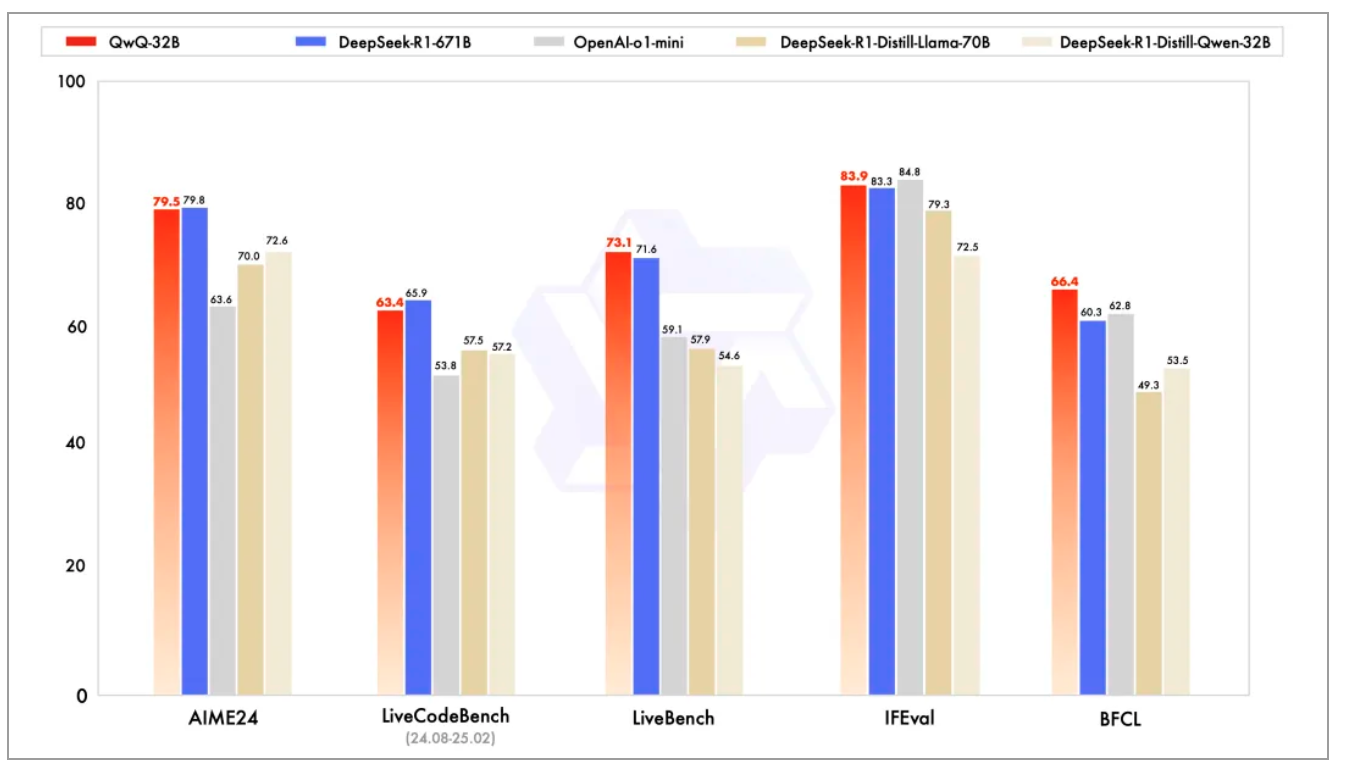 QwQ-32B DeepSeek-R1-671B OpenAI-o1-mini DeepSeek-R1-Distill-Llama-70B DeepSeek-R1-Distill-Qwen-32B
100
80
60
40
20
0
79.5 79.8 63.6 70.0 72.6
63.4 65.9 53.8 57.5 57.2
73.1 71.6 59.1 57.9 54.6
83.9 83.3 84.8 79.3 72.5
66.4 60.3 62.8 49.3 53.5
AIME24 LiveCodeBench LiveBench IFEval BFCL
(24.08-25.02)